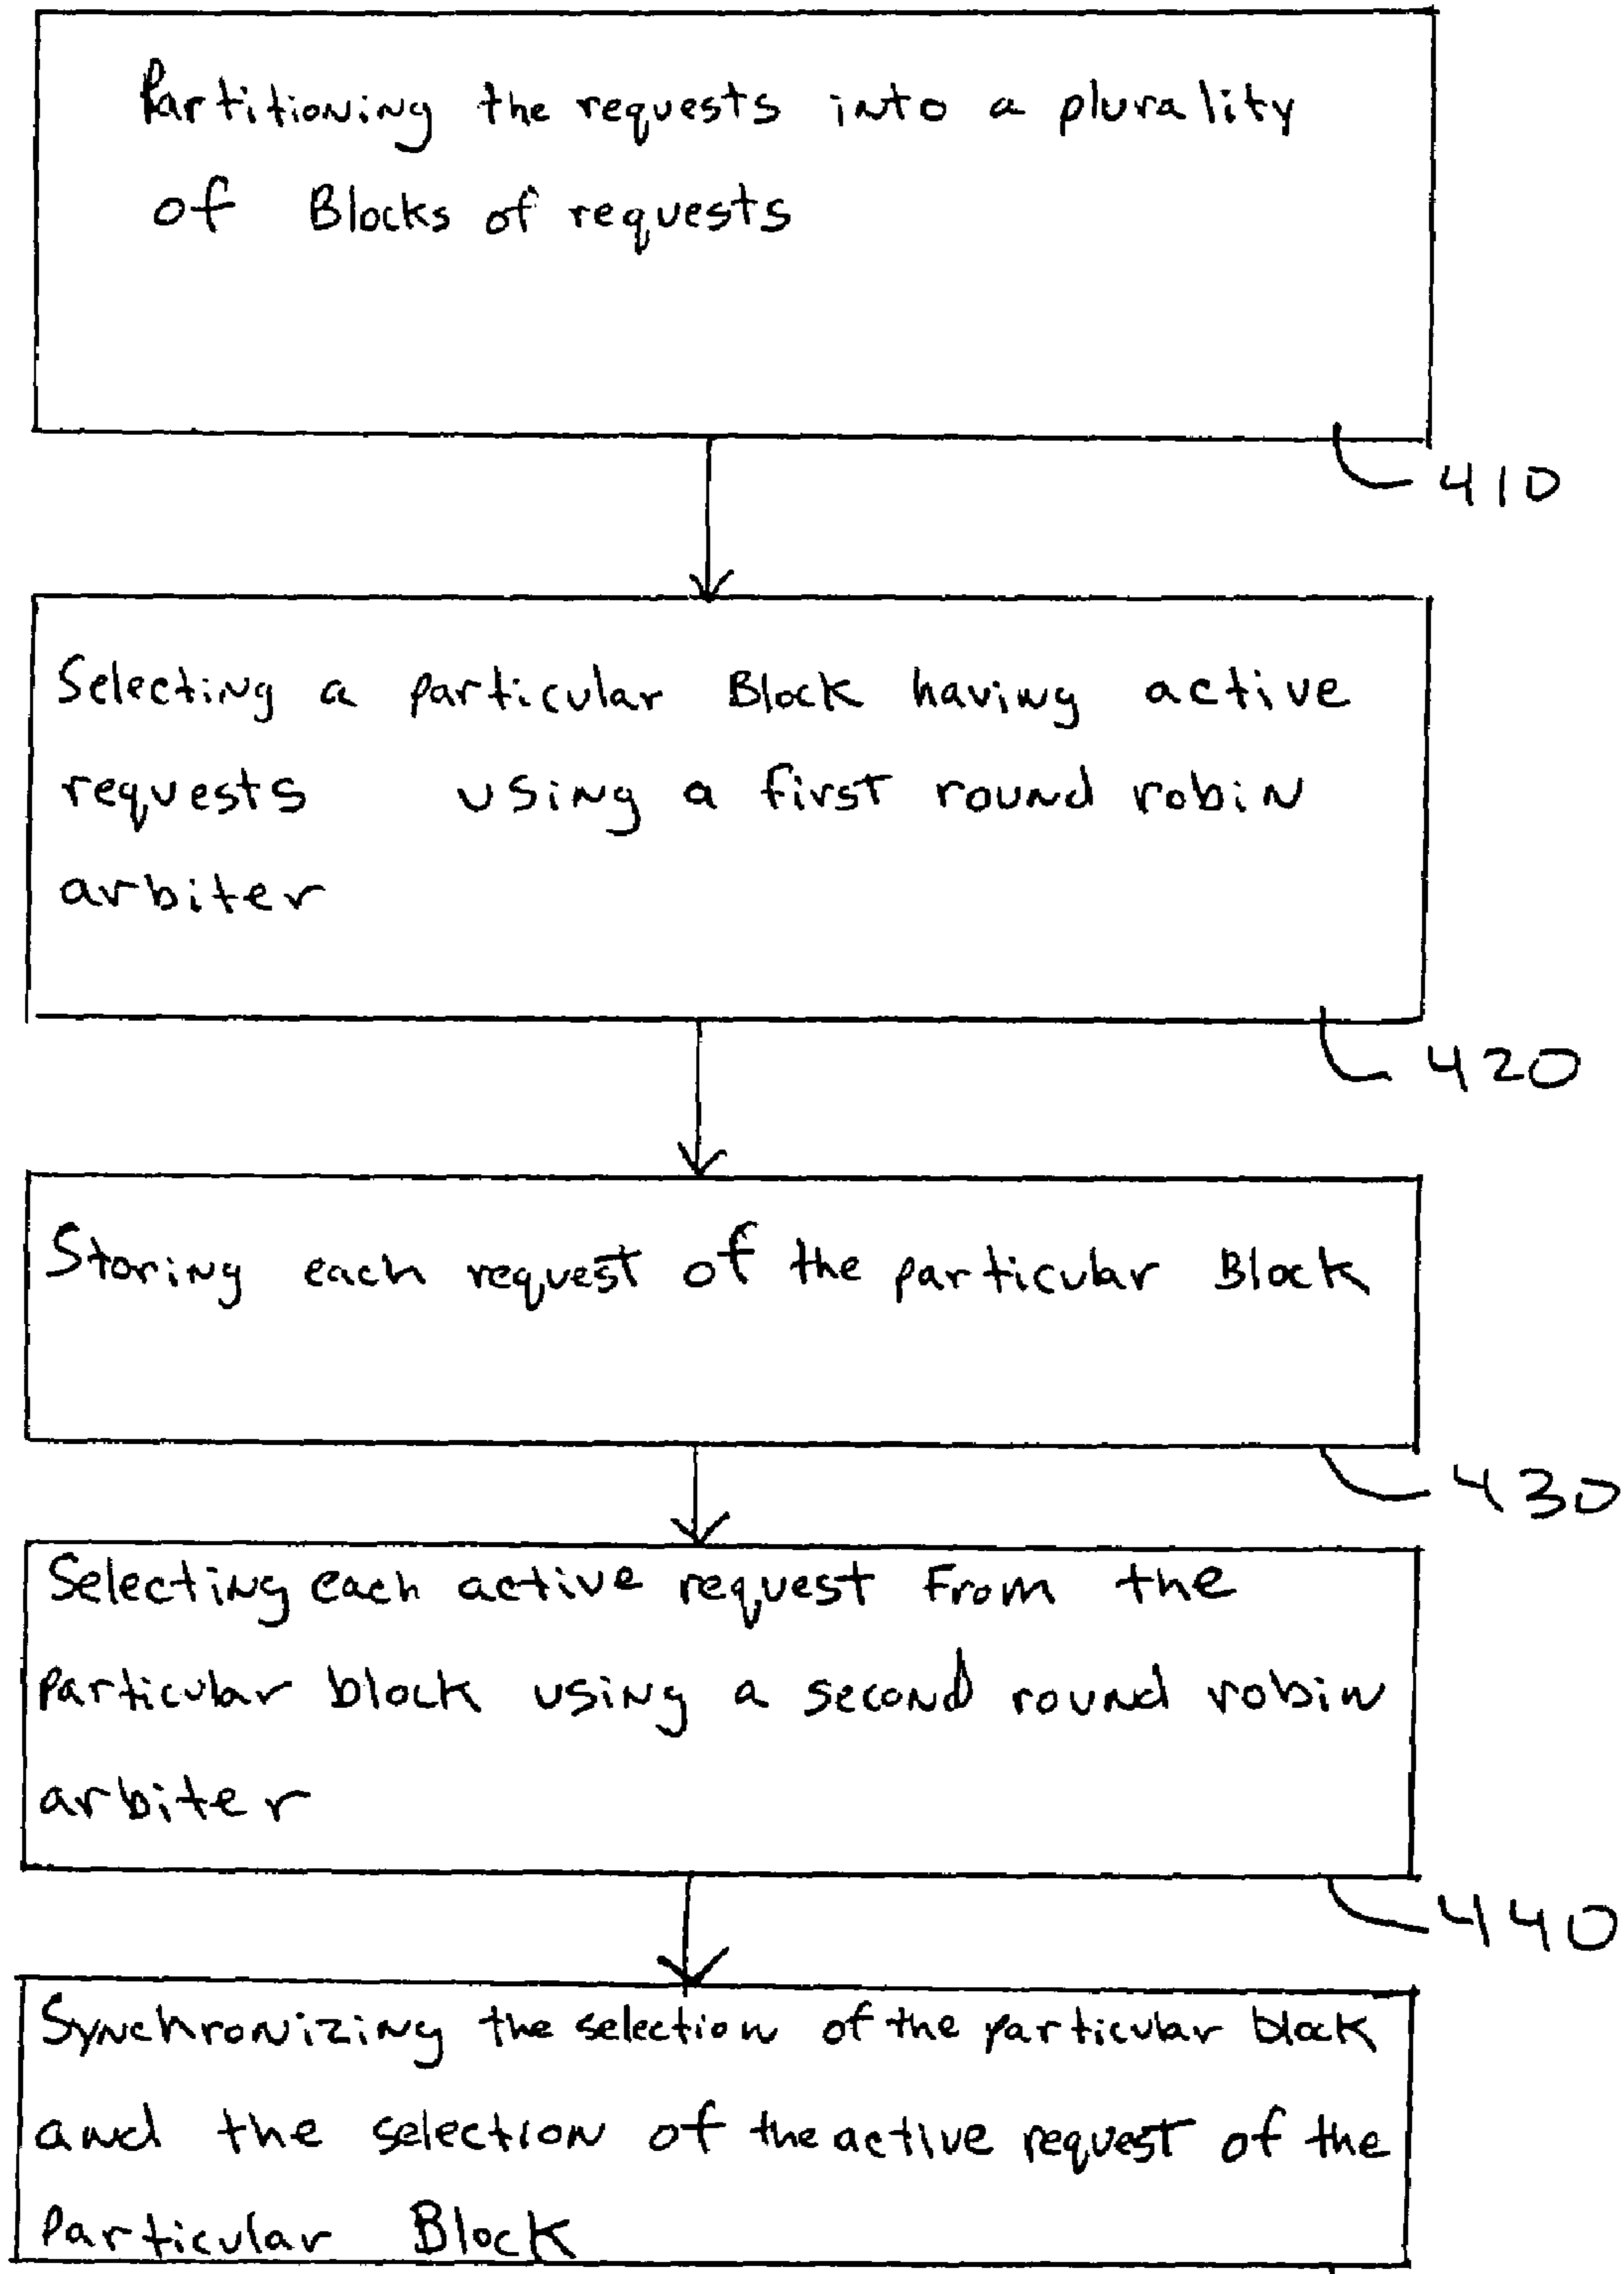 Partitioning the requests into a plurality
of Blocks of requests
410
Selecting a particular Block having active
requests using a first round robin
arbiter
420
Storing each request of the particular Block
430
Selecting each active request From the
particular block using a second round robin
arbiter
440
Synchronizing the selection of the particular block
and the selection of the active request of the
Particular Block